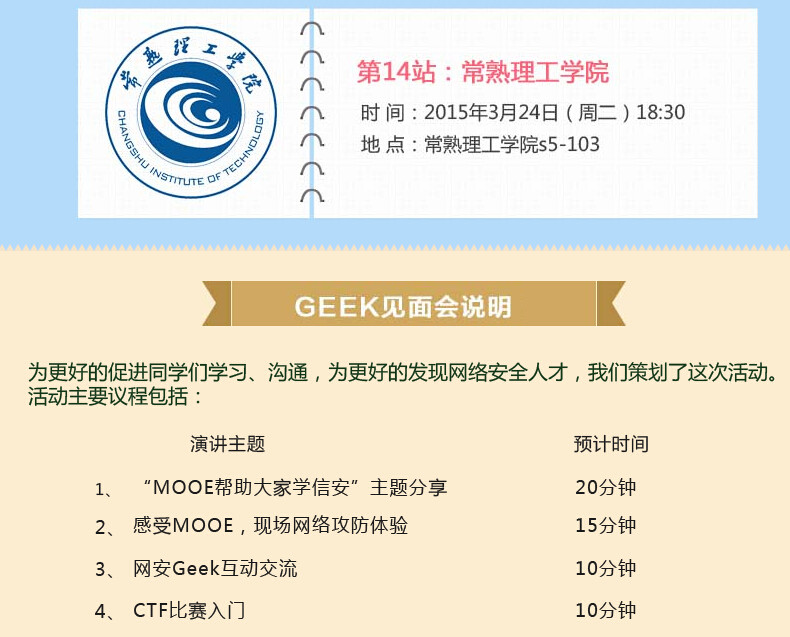 常熟理工学院
CHANGSHU INSTITUTE OF TECHNOLOGY
第14站：常熟理工学院
时 间：2015年3月24日（周二）18:30
地 点：常熟理工学院s5-103
GEEK见面会说明
为更好的促进同学们学习、沟通，为更好的发现网络安全人才，我们策划了这次活动。
活动主要议程包括：
演讲主题 预计时间
1、 “MOOE帮助大家学信安”主题分享 20分钟
2、 感受MOOE，现场网络攻防体验 15分钟
3、 网安Geek互动交流 10分钟
4、 CTF比赛入门 10分钟